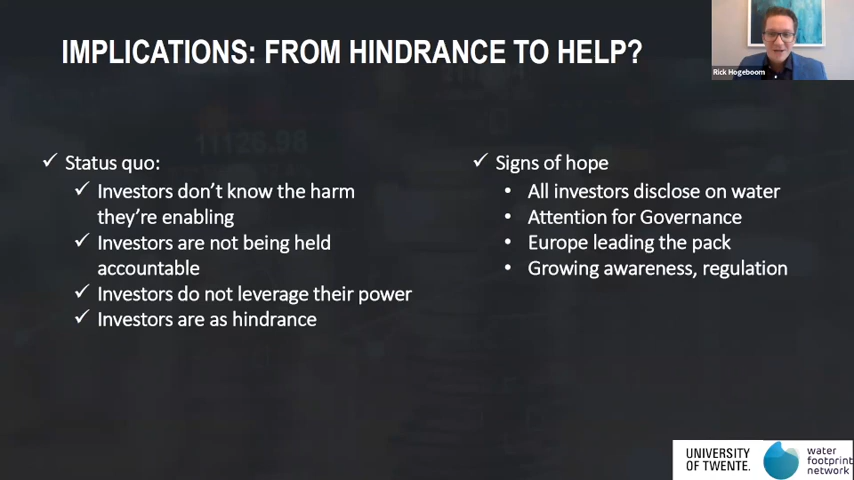 IMPLICATIONS: FROM HINDRANCE TO HELP?
Rick Hogeboom
11126.98
Status quo:
Investors don't know the harm
they're enabling
Investors are not being held
accountable
Investors do not leverage their power
Investors are as hindrance
Signs of hope
All investors disclose on water
Attention for Governance
Europe leading the pack
Growing awareness, regulation
UNIVERSITY
OF TWENTE.
water
footprint
network